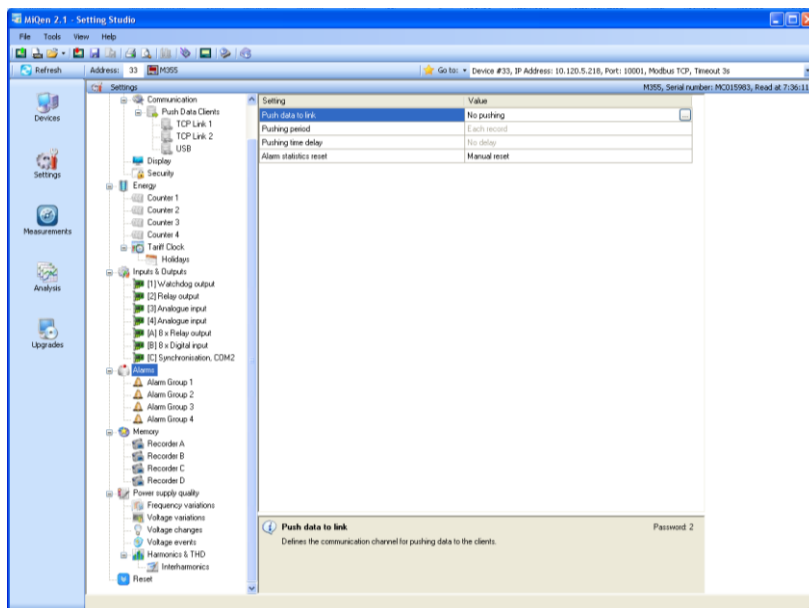 MiQen 2.1 - Setting Studio
File Tools View Help
Refresh Address: 33 M355 Go to: Device #33, IP Address: 10.120.5.218, Port: 10001, Modbus TCP, Timeout 3s
Settings M355, Serial number: MC015983, Read at 7:36:11
Devices
Settings
Measurements
Analysis
Upgrades
Communication
Push Data Clients
TCP Link 1
TCP Link 2
USB
Display
Security
Energy
Counter 1
Counter 2
Counter 3
Counter 4
Tariff Clock
Holidays
Inputs & Outputs
[1] Watchdog output
[2] Relay output
[3] Analogue input
[4] Analogue input
[A] 8 x Relay output
[B] 8 x Digital input
[C] Synchronisation, COM2
Alarms
Alarm Group 1
Alarm Group 2
Alarm Group 3
Alarm Group 4
Memory
Recorder A
Recorder B
Recorder C
Recorder D
Power supply quality
Frequency variations
Voltage variations
Voltage changes
Voltage events
Harmonics & THD
Interharmonics
Reset
Setting Value
Push data to link No pushing ...
Pushing period Each record
Pushing time delay No delay
Alarm statistics reset Manual reset
Push data to link Password: 2
Defines the communication channel for pushing data to the clients.